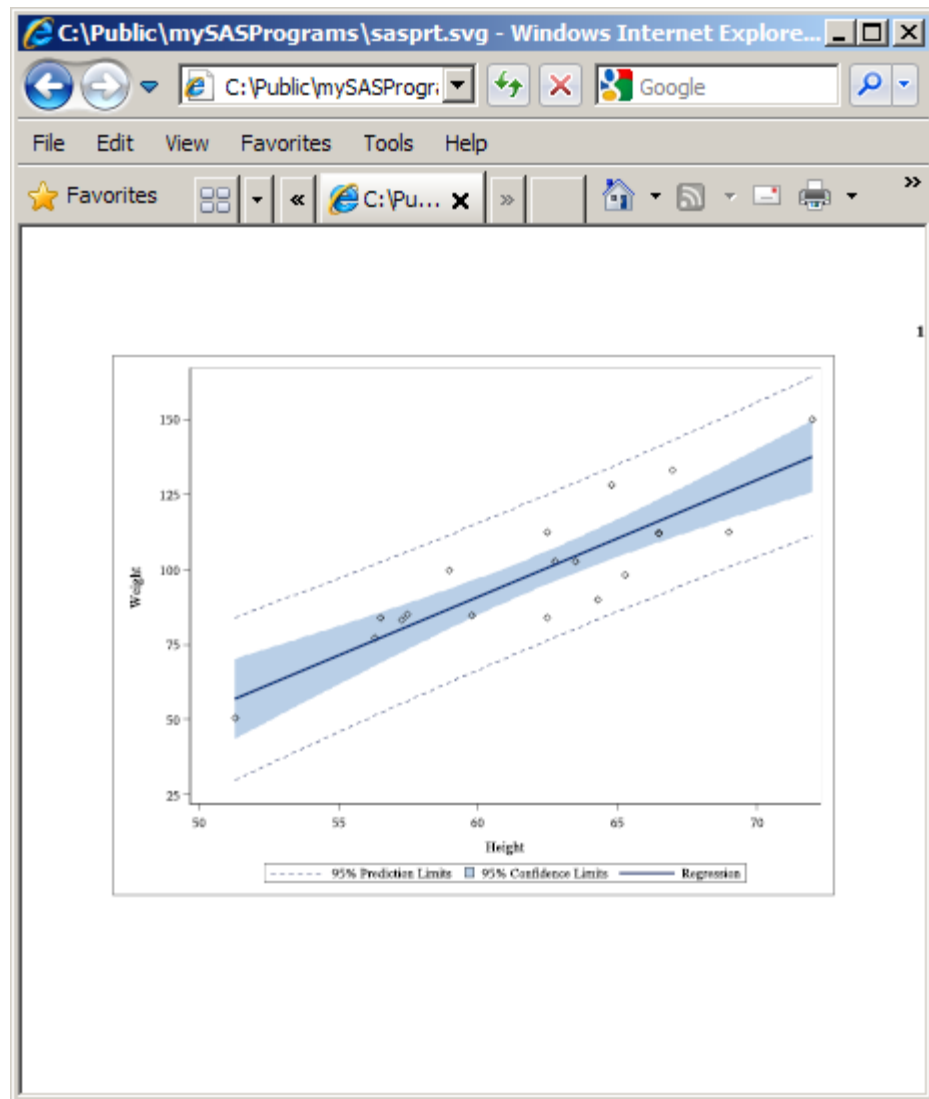 C:\Public\mySASPrograms\sasprt.svg - Windows Internet Explore...
C:\Public\mySASProgr
Google
File Edit View Favorites Tools Help
Favorites
C:\Pu...
1
150
125
100
75
50
25
Weight
50 55 60 65 70
Height
95% Prediction Limits 95% Confidence Limits Regression